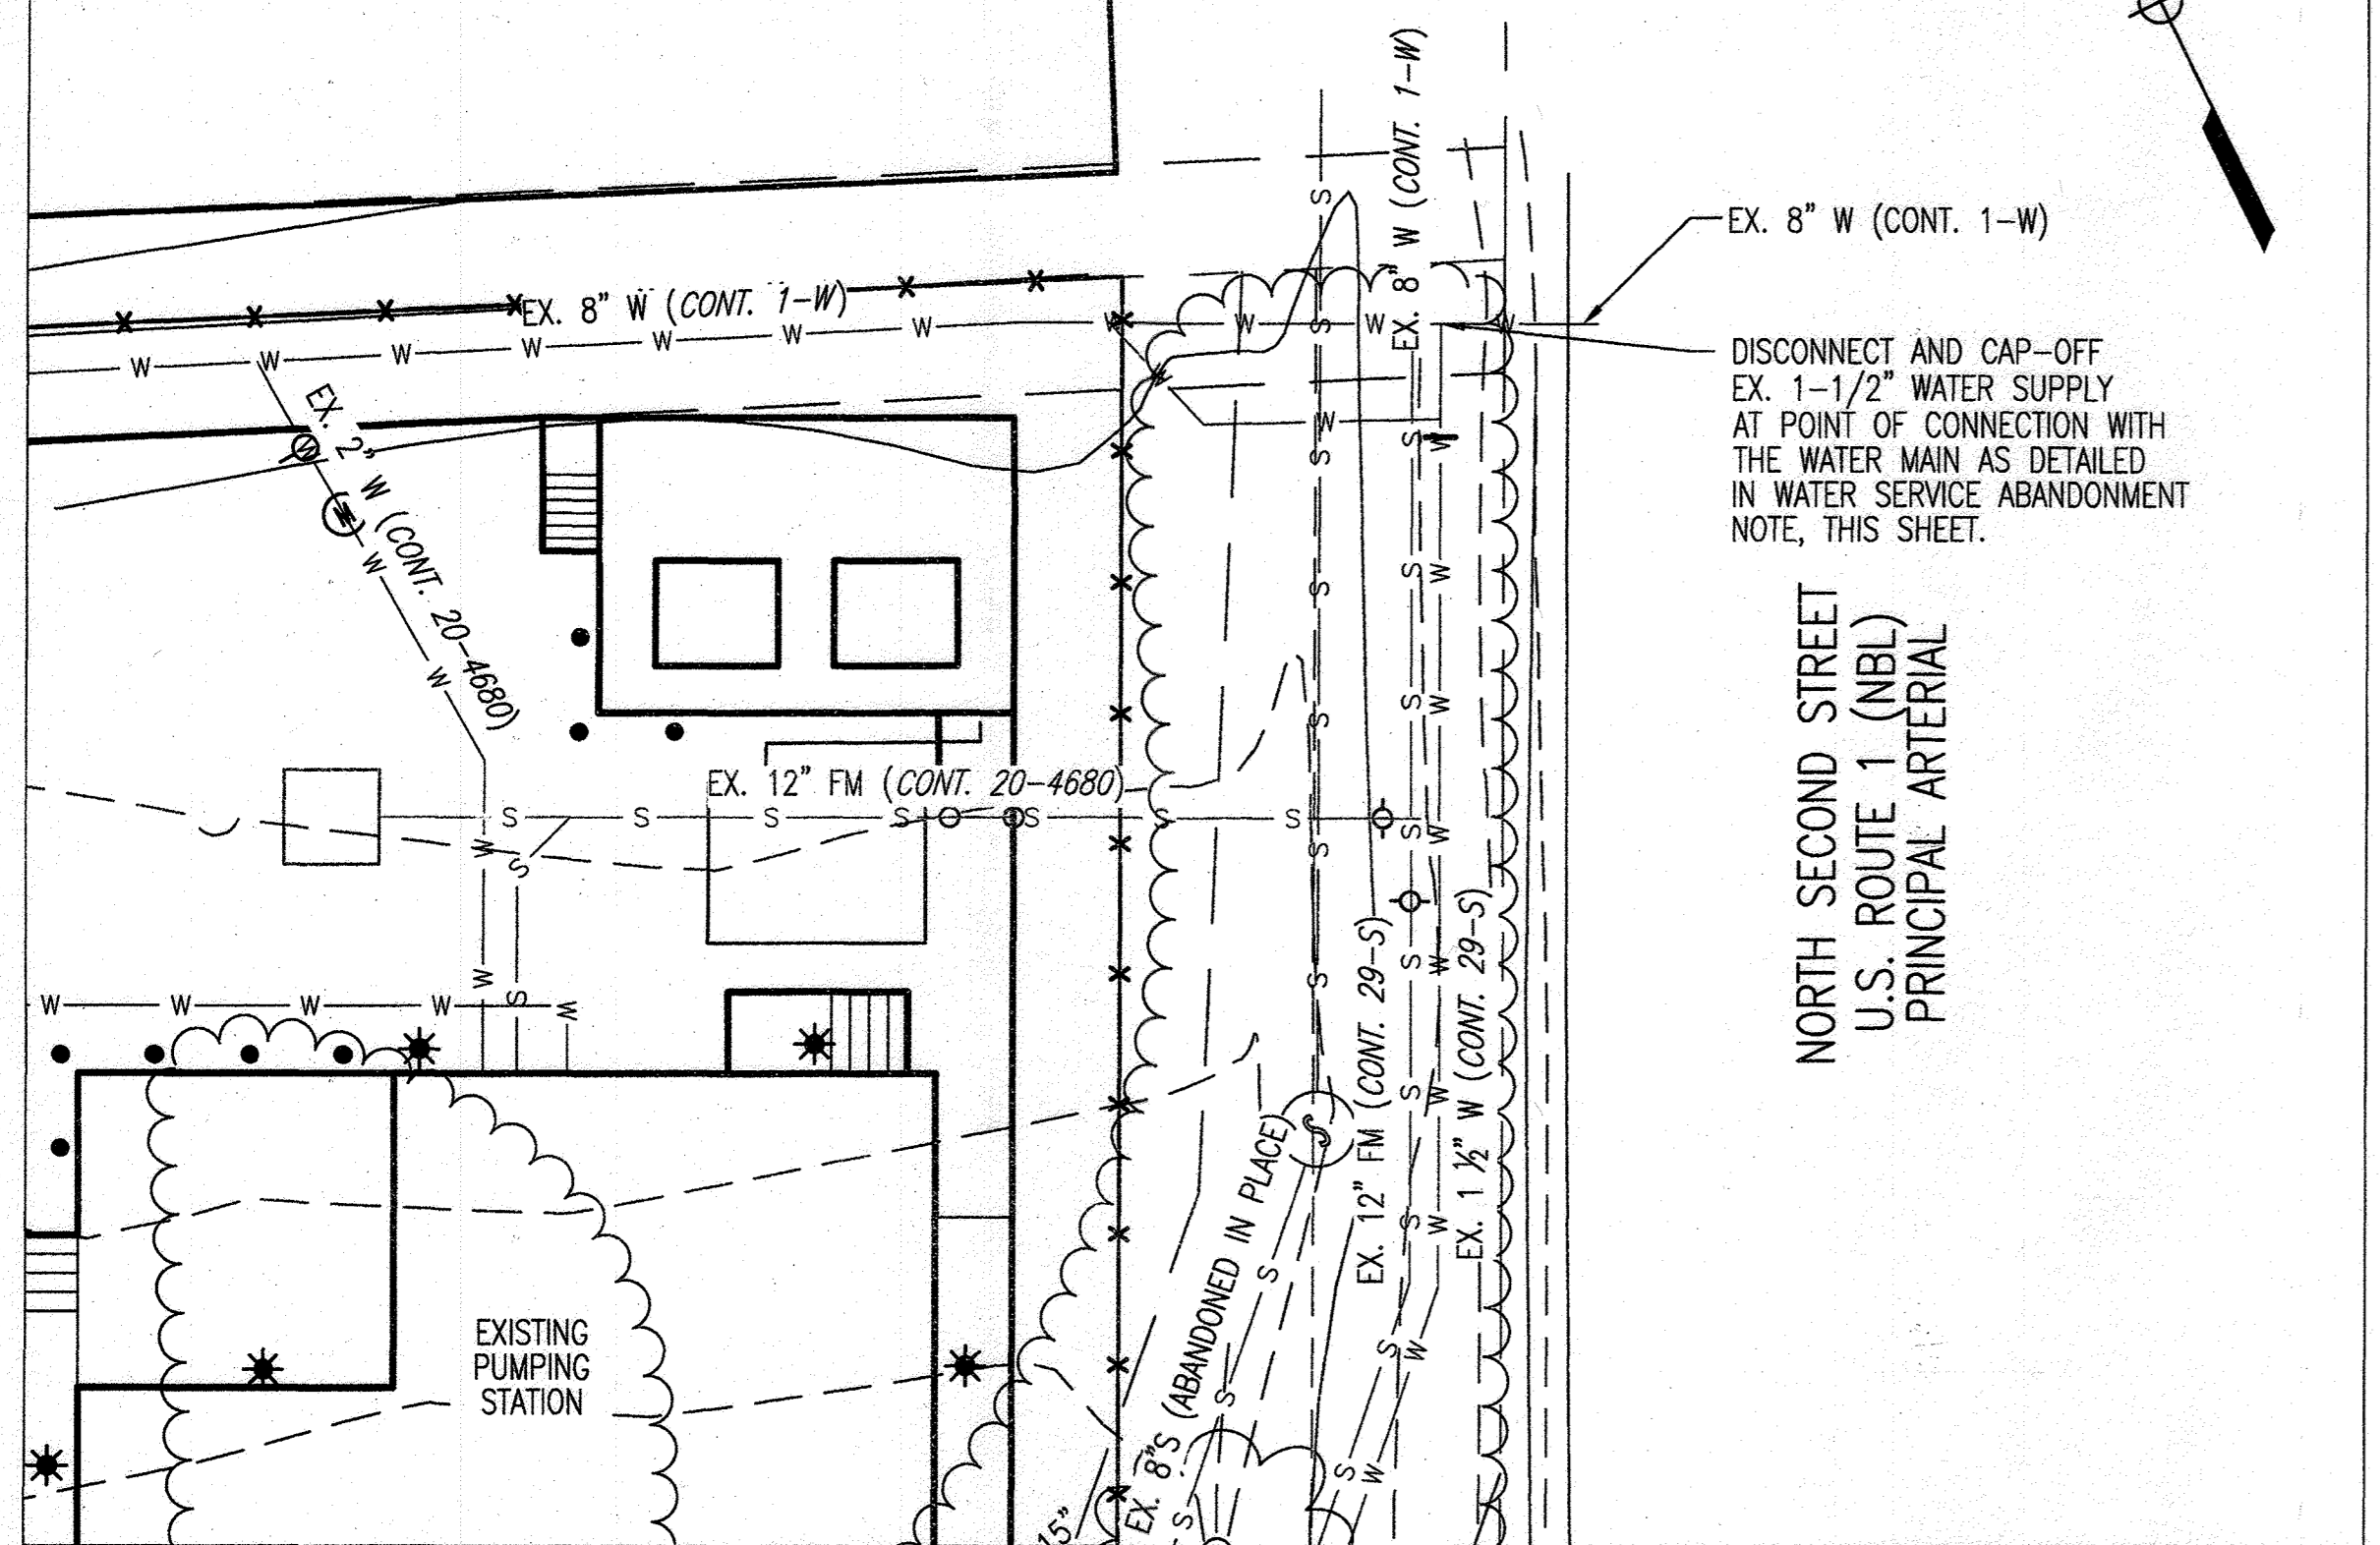 EX. 8" W (CONT. 1-W)
EX. 8" W (CONT. 1-W)
EX. 8" W (CONT. 1-W)
DISCONNECT AND CAP-OFF
EX. 1-1/2" WATER SUPPLY
AT POINT OF CONNECTION WITH
THE WATER MAIN AS DETAILED
IN WATER SERVICE ABANDONMENT
NOTE, THIS SHEET.
EX. 2" W (CONT. 20-4680)
EX. 12" FM (CONT. 20-4680)
NORTH SECOND STREET
U.S. ROUTE 1 (NBL)
PRINCIPAL ARTERIAL
EX. 12" FM (CONT. 29-S)
EX. 1 ½" W (CONT. 29-S)
EX. 8"S (ABANDONED IN PLACE)
EXISTING
PUMPING
STATION
15"